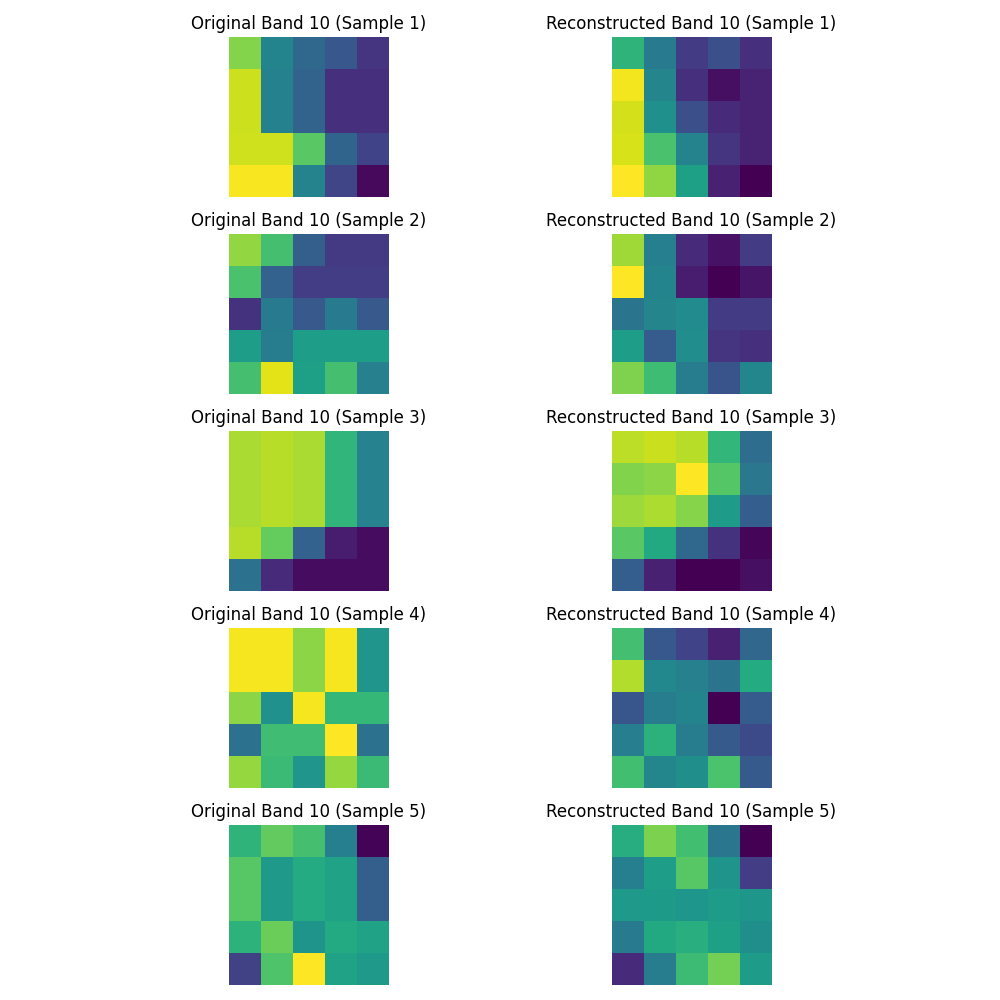 Original Band 10 (Sample 1)
Reconstructed Band 10 (Sample 1)
Original Band 10 (Sample 2)
Reconstructed Band 10 (Sample 2)
Original Band 10 (Sample 3)
Reconstructed Band 10 (Sample 3)
Original Band 10 (Sample 4)
Reconstructed Band 10 (Sample 4)
Original Band 10 (Sample 5)
Reconstructed Band 10 (Sample 5)